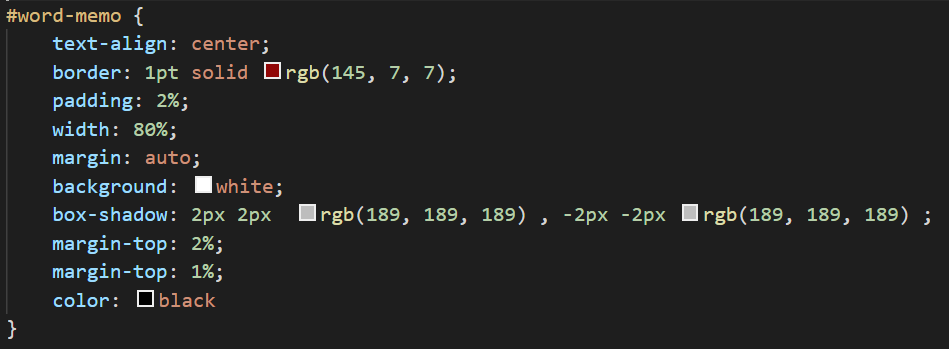 #word-memo {
    text-align: center;
    border: 1pt solid rgb(145, 7, 7);
    padding: 2%;
    width: 80%;
    margin: auto;
    background: white;
    box-shadow: 2px 2px  rgb(189, 189, 189) , -2px -2px rgb(189, 189, 189) ;
    margin-top: 2%;
    margin-top: 1%;
    color: black
}